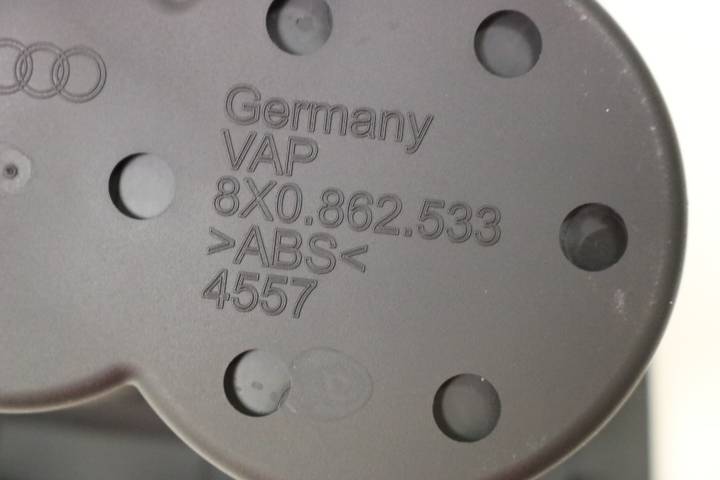 Germany
VAP
8X0.862.533
>ABS<
4557